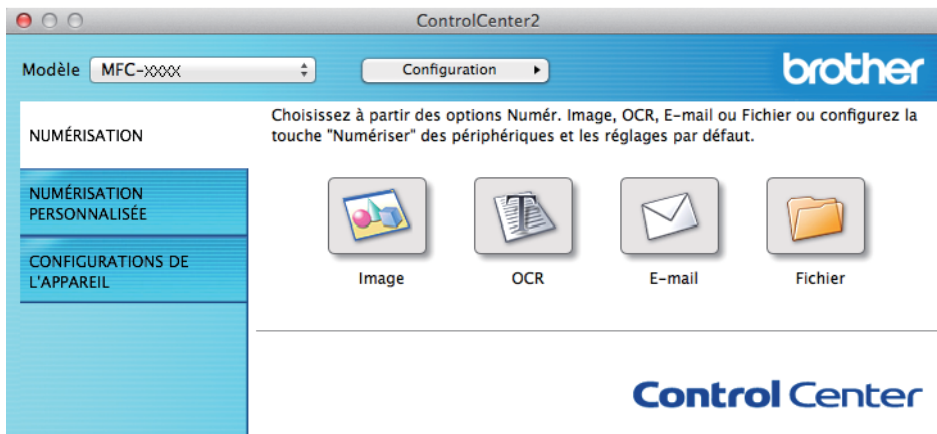 ControlCenter2
Modèle MFC-XXXX Configuration brother
NUMÉRISATION
Choisissez à partir des options Numér. Image, OCR, E-mail ou Fichier ou configurez la
touche "Numériser" des périphériques et les réglages par défaut.
NUMÉRISATION
PERSONNALISÉE
CONFIGURATIONS DE
L'APPAREIL
Image OCR E-mail Fichier
Control Center